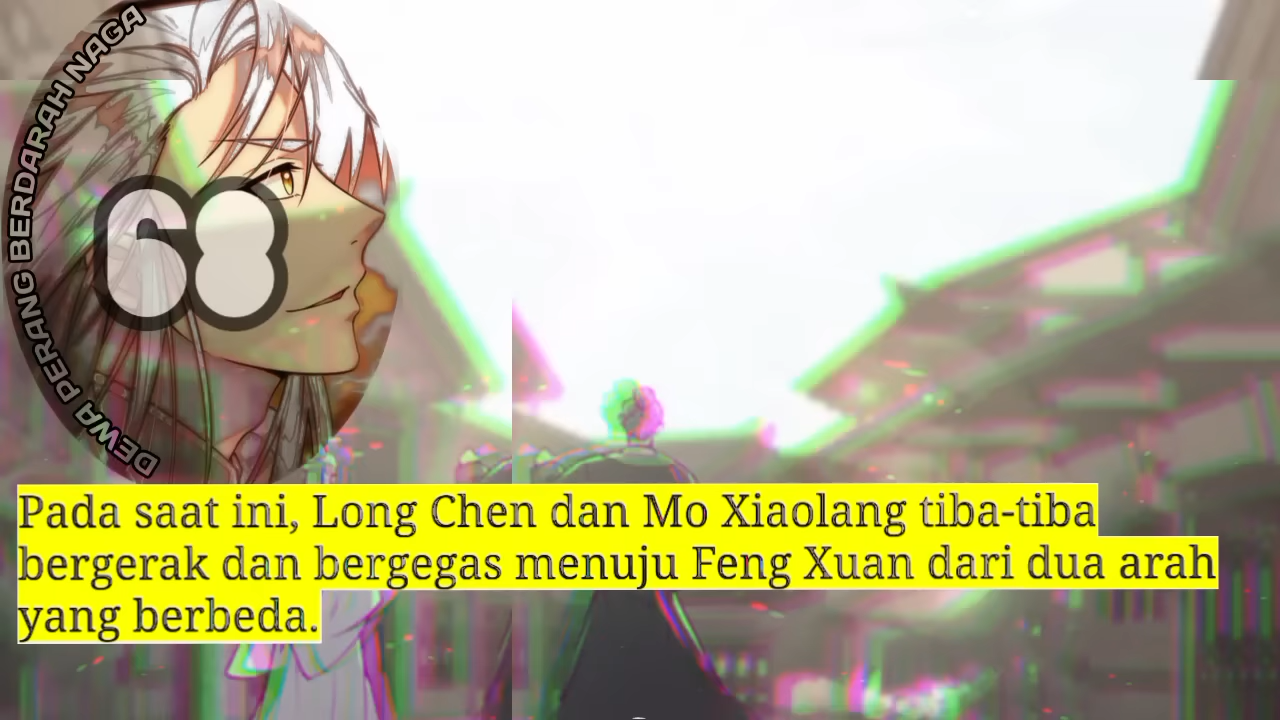 DEWA PERANG BERDARAH NAGA
68
Pada saat ini, Long Chen dan Mo Xiaolang tiba-tiba
bergerak dan bergegas menuju Feng Xuan dari dua arah
yang berbeda.